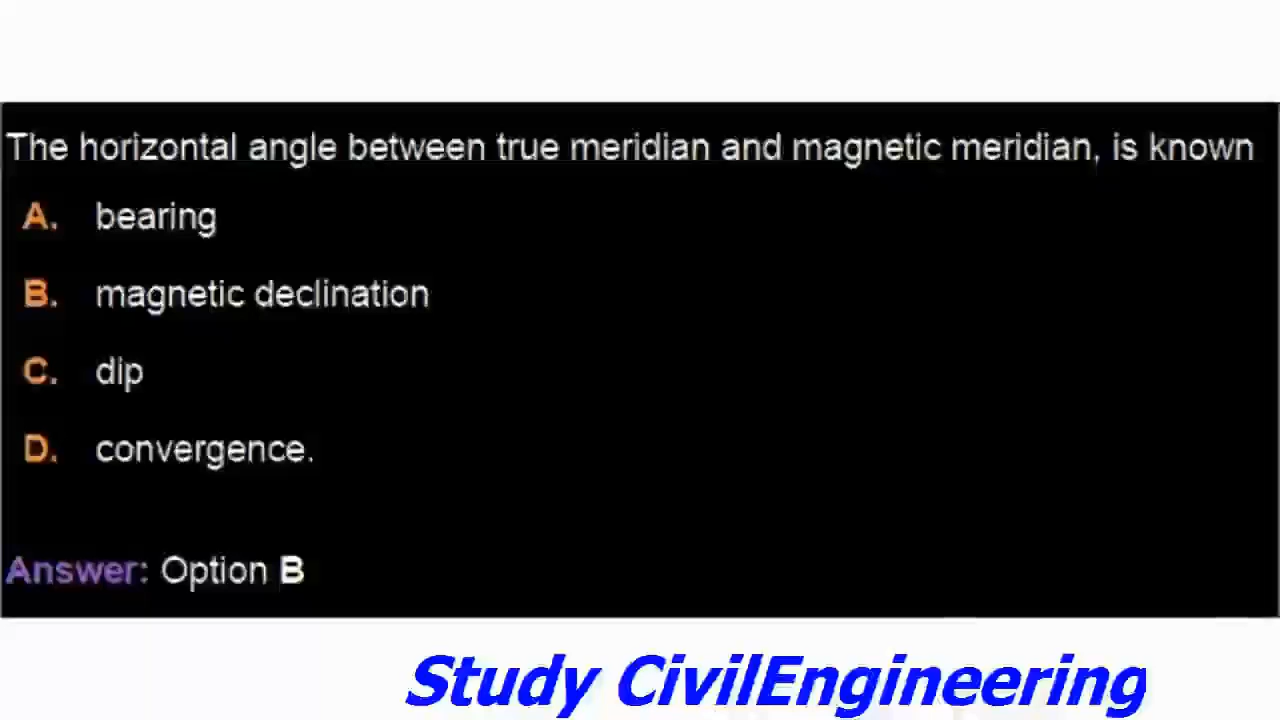 The horizontal angle between true meridian and magnetic meridian, is known
A. bearing
B. magnetic declination
C. dip
D. convergence.
Answer: Option B
Study CivilEngineering